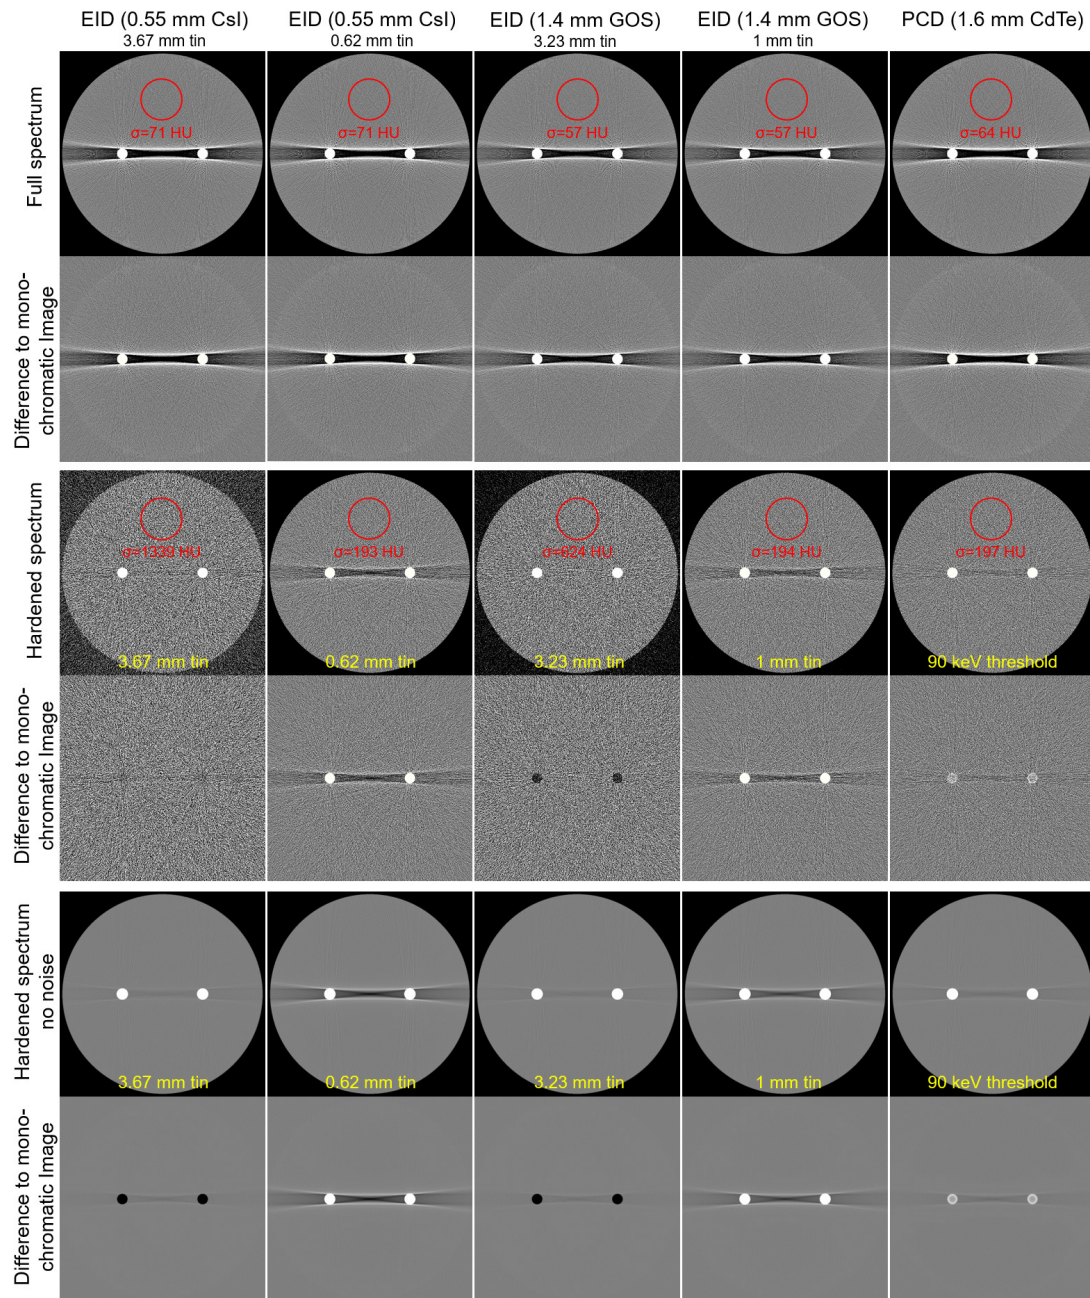 EID (0.55 mm CsI) EID (0.55 mm CsI) EID (1.4 mm GOS) EID (1.4 mm GOS) PCD (1.6 mm CdTe)
3.67 mm tin 0.62 mm tin 3.23 mm tin 1 mm tin
Full spectrum
σ=71 HU σ=71 HU σ=57 HU σ=57 HU σ=64 HU
Difference to mono-
chromatic Image
Hardened spectrum
σ=1339 HU σ=193 HU σ=624 HU σ=194 HU σ=197 HU
3.67 mm tin 0.62 mm tin 3.23 mm tin 1 mm tin 90 keV threshold
Difference to mono-
chromatic Image
Hardened spectrum
no noise
3.67 mm tin 0.62 mm tin 3.23 mm tin 1 mm tin 90 keV threshold
Difference to mono-
chromatic Image